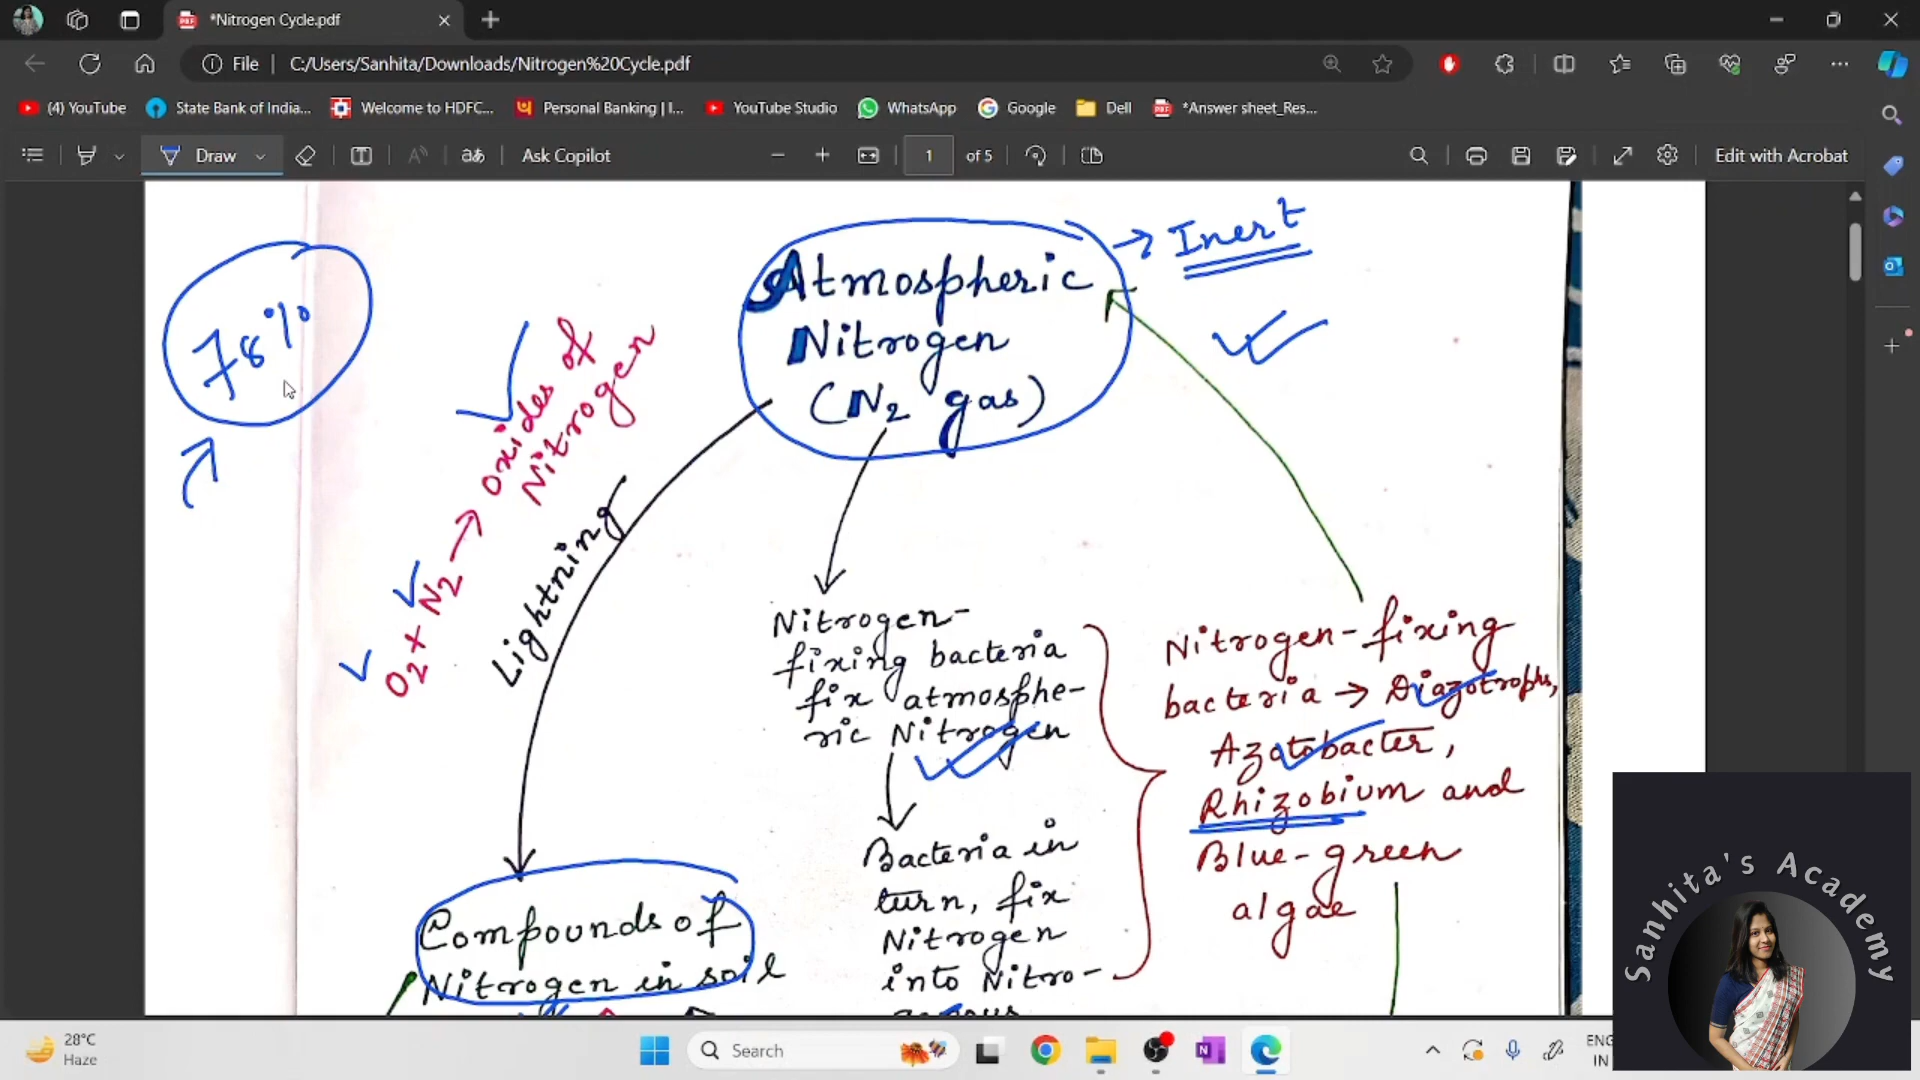 *Nitrogen Cycle.pdf
File
C:/Users/Sanhita/Downloads/Nitrogen%20Cycle.pdf
(4) YouTube
State Bank of India...
Welcome to HDFC...
Personal Banking | I...
YouTube Studio
WhatsApp
Google
Dell
*Answer sheet_Res...
Draw
Ask Copilot
1
of 5
Edit with Acrobat
78%
Atmospheric
Nitrogen
(N2 gas)
→ Inert
O2 + N2 → Oxides of
Nitrogen
Lightning
Nitrogen-
fixing bacteria
fix atmosphe-
ric Nitrogen
Bacteria in
turn, fix
Nitrogen
into Nitro-
genous
Nitrogen-fixing
bacteria → Diazotrophs,
Azotobacter,
Rhizobium and
Blue-green
algae
Compounds of
Nitrogen in soil
Sanhita's Academy
28°C
Haze
Search
ENG
IN